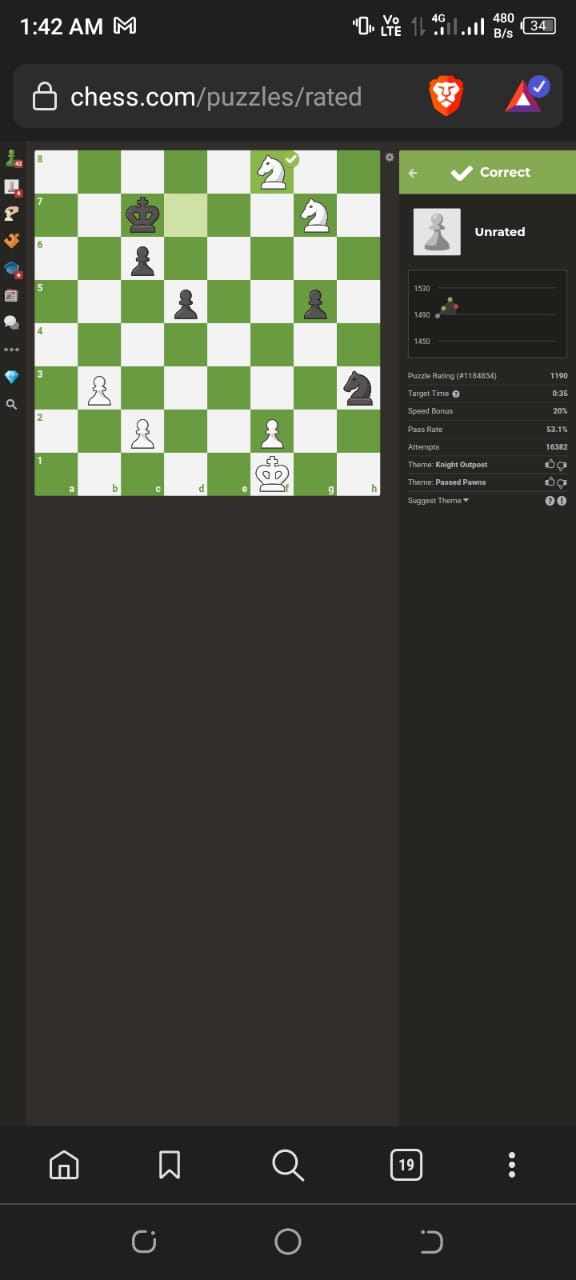 1:42 AM
Vo LTE 4G 480 B/s 34
chess.com/puzzles/rated
8
7
6
5
4
3
2
1
a b c d e f g h
Correct
Unrated
1530
1490
1450
Puzzle Rating (#1184854) 1190
Target Time ? 0:35
Speed Bonus 20%
Pass Rate 53.1%
Attempts 16382
Theme: Knight Outpost
Theme: Passed Pawns
Suggest Theme ? !
19